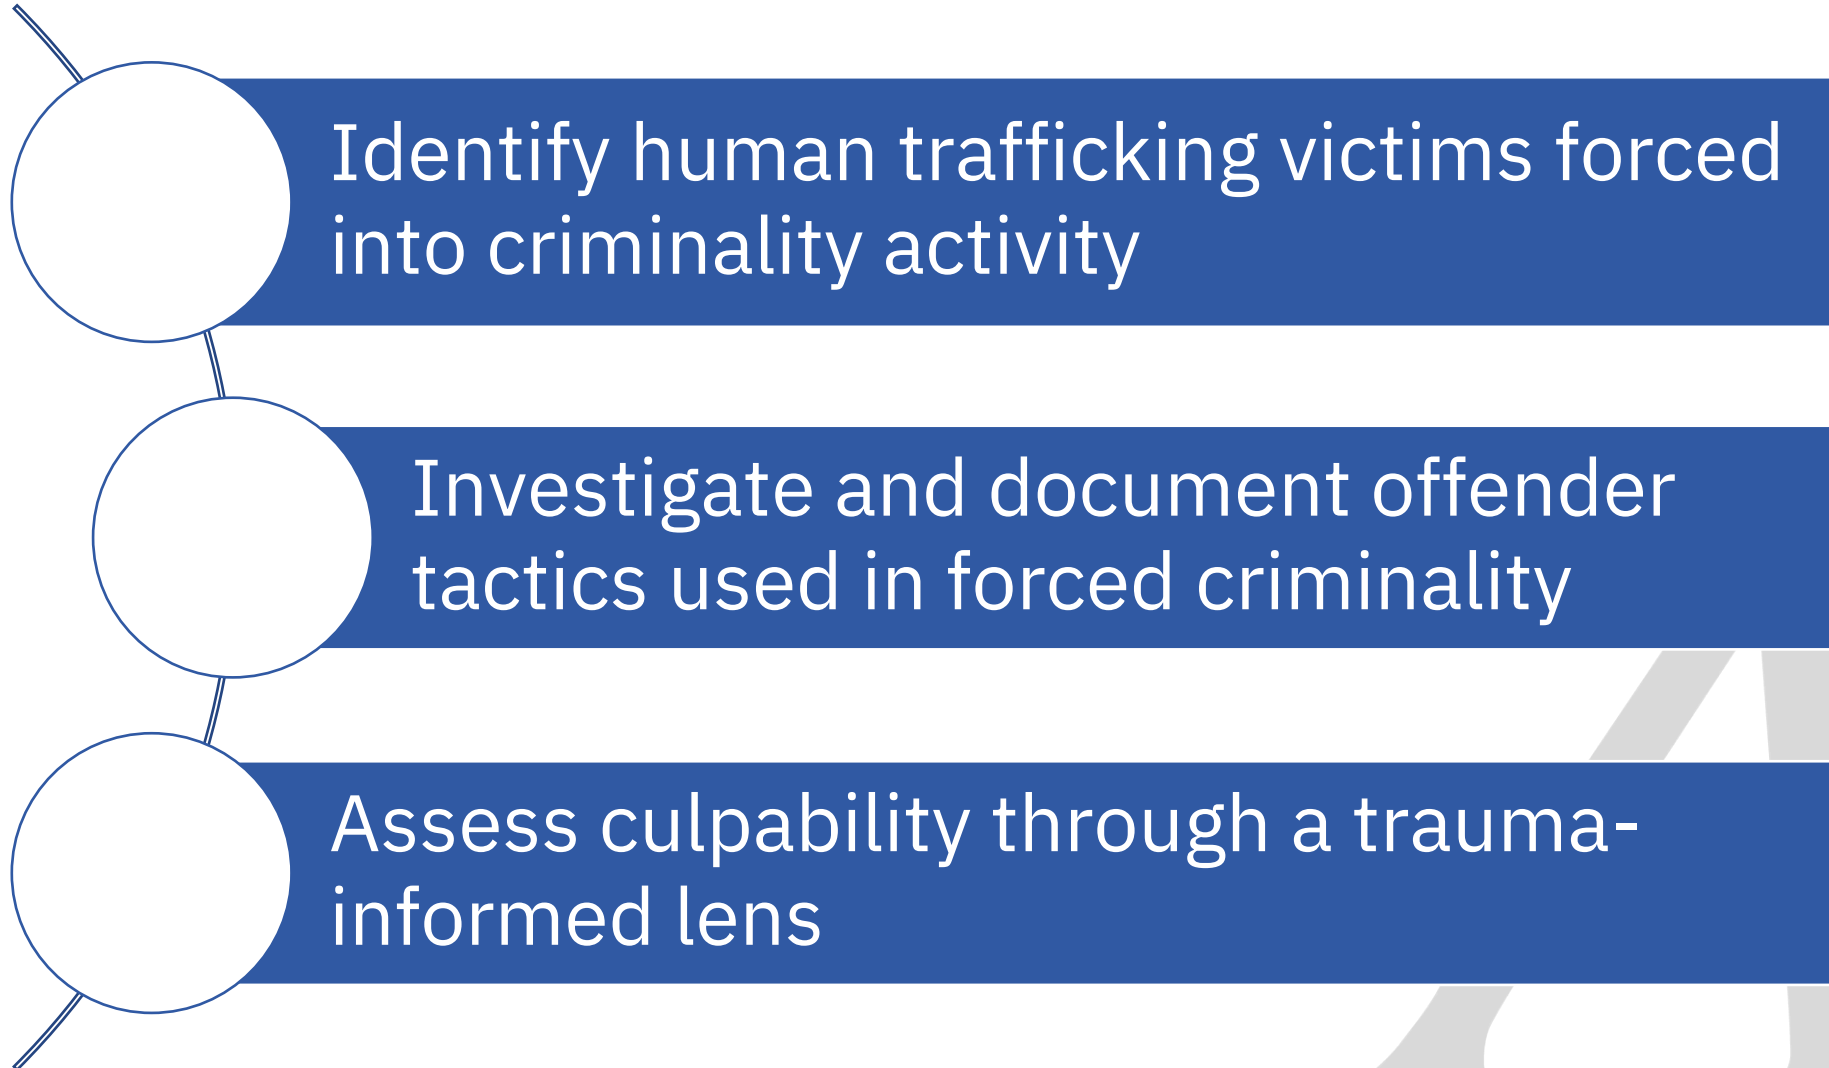 Identify human trafficking victims forced
into criminality activity
Investigate and document offender
tactics used in forced criminality
Assess culpability through a trauma-
informed lens